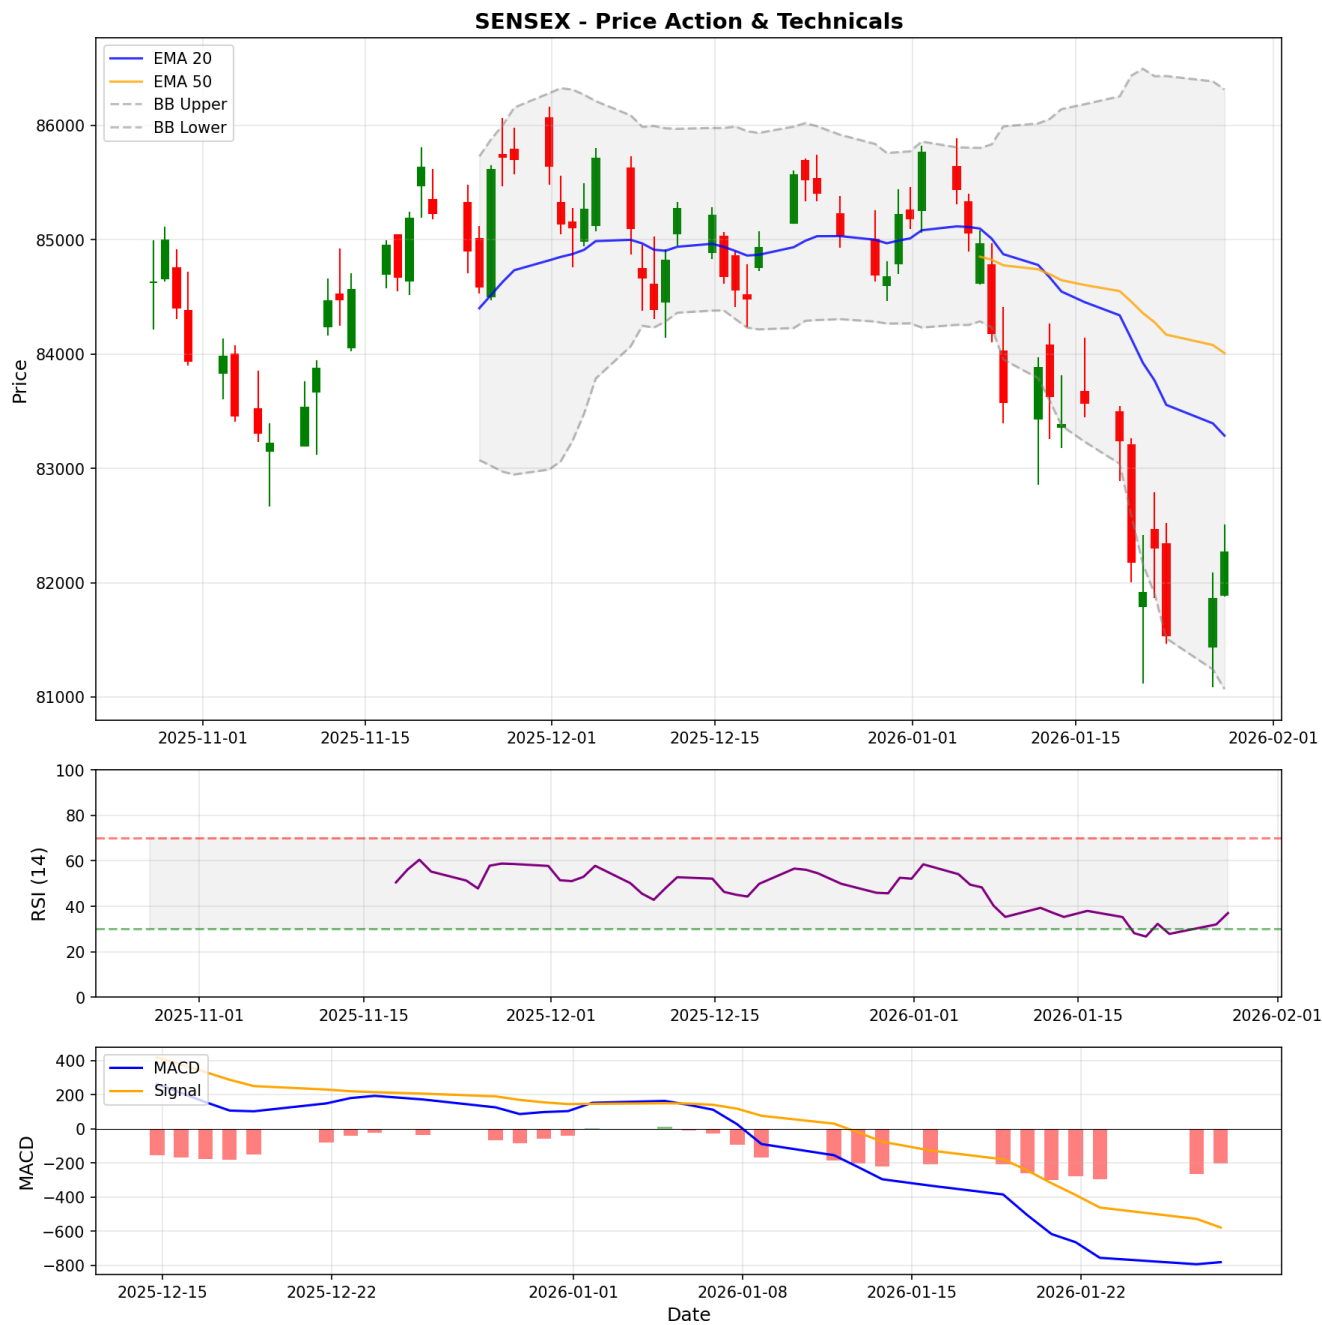 SENSEX - Price Action & Technicals
EMA 20
EMA 50
BB Upper
BB Lower
Price
86000
85000
84000
83000
82000
81000
2025-11-01 2025-11-15 2025-12-01 2025-12-15 2026-01-01 2026-01-15 2026-02-01
RSI (14)
100
80
60
40
20
0
2025-11-01 2025-11-15 2025-12-01 2025-12-15 2026-01-01 2026-01-15 2026-02-01
MACD
Signal
MACD
400
200
0
−200
−400
−600
−800
2025-12-15 2025-12-22 2026-01-01 2026-01-08 2026-01-15 2026-01-22
Date